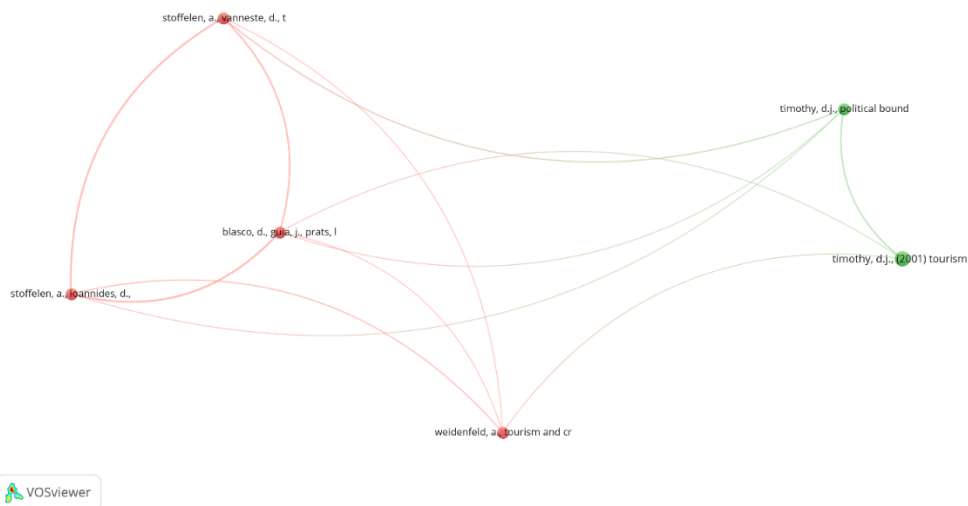 stoffelen, a., vanneste, d., t
timothy, d.j., political bound
blasco, d., guia, j., prats, l
timothy, d.j., (2001) tourism
stoffelen, a., ioannides, d.,
weidenfeld, a., tourism and cr
VOSviewer